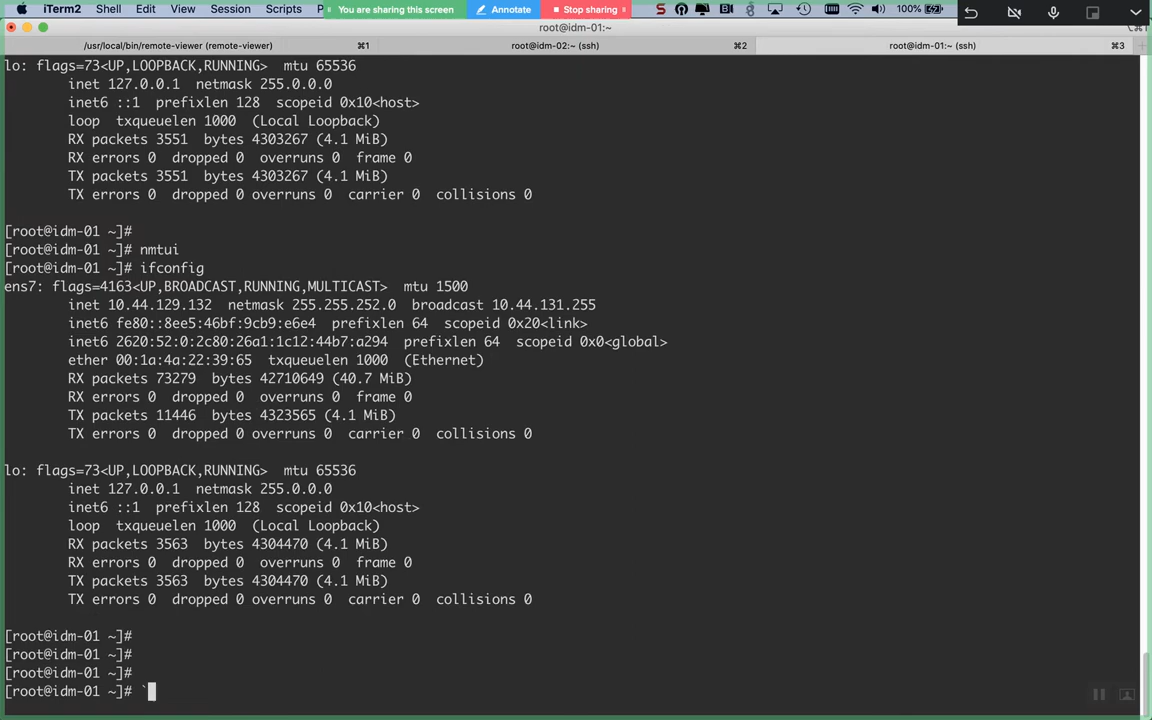 iTerm2 Shell Edit View Session Scripts P
You are sharing this screen Annotate Stop sharing
100%
root@idm-01:~
/usr/local/bin/remote-viewer (remote-viewer) ⌘1 root@idm-02:~ (ssh) ⌘2 root@idm-01:~ (ssh) ⌘3
lo: flags=73<UP,LOOPBACK,RUNNING>  mtu 65536
        inet 127.0.0.1  netmask 255.0.0.0
        inet6 ::1  prefixlen 128  scopeid 0x10<host>
        loop  txqueuelen 1000  (Local Loopback)
        RX packets 3551  bytes 4303267 (4.1 MiB)
        RX errors 0  dropped 0  overruns 0  frame 0
        TX packets 3551  bytes 4303267 (4.1 MiB)
        TX errors 0  dropped 0 overruns 0  carrier 0  collisions 0
[root@idm-01 ~]#
[root@idm-01 ~]# nmtui
[root@idm-01 ~]# ifconfig
ens7: flags=4163<UP,BROADCAST,RUNNING,MULTICAST>  mtu 1500
        inet 10.44.129.132  netmask 255.255.252.0  broadcast 10.44.131.255
        inet6 fe80::8ee5:46bf:9cb9:e6e4  prefixlen 64  scopeid 0x20<link>
        inet6 2620:52:0:2c80:26a1:1c12:44b7:a294  prefixlen 64  scopeid 0x0<global>
        ether 00:1a:4a:22:39:65  txqueuelen 1000  (Ethernet)
        RX packets 73279  bytes 42710649 (40.7 MiB)
        RX errors 0  dropped 0  overruns 0  frame 0
        TX packets 11446  bytes 4323565 (4.1 MiB)
        TX errors 0  dropped 0 overruns 0  carrier 0  collisions 0
lo: flags=73<UP,LOOPBACK,RUNNING>  mtu 65536
        inet 127.0.0.1  netmask 255.0.0.0
        inet6 ::1  prefixlen 128  scopeid 0x10<host>
        loop  txqueuelen 1000  (Local Loopback)
        RX packets 3563  bytes 4304470 (4.1 MiB)
        RX errors 0  dropped 0  overruns 0  frame 0
        TX packets 3563  bytes 4304470 (4.1 MiB)
        TX errors 0  dropped 0 overruns 0  carrier 0  collisions 0
[root@idm-01 ~]#
[root@idm-01 ~]#
[root@idm-01 ~]#
[root@idm-01 ~]# `